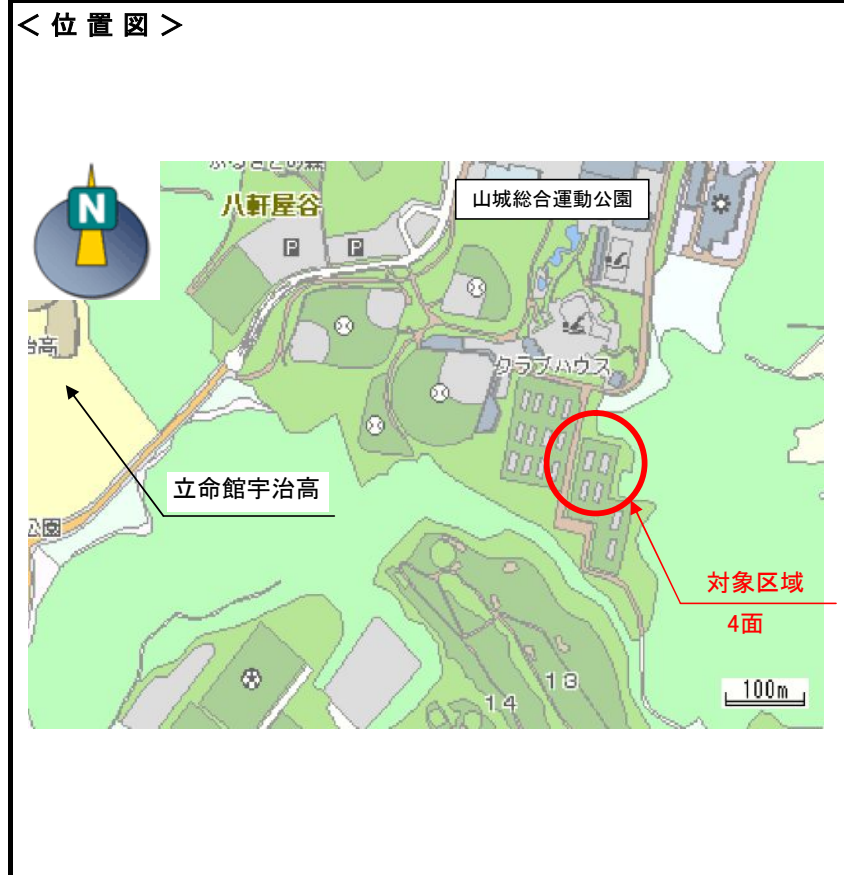 ＜位置図＞
N
八軒屋谷
山城総合運動公園
P
P
治高
クラブハウス
立命館宇治高
公園
対象区域
4面
13
14
100m